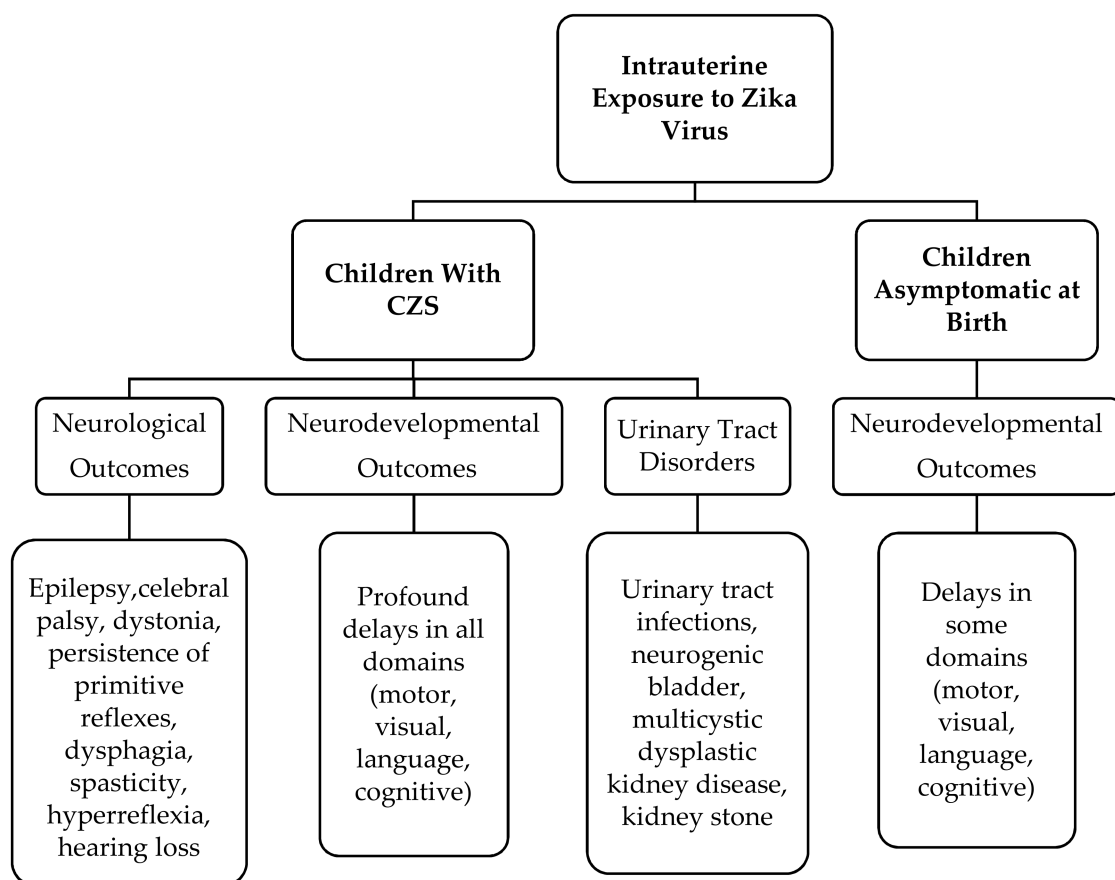 Intrauterine
Exposure to Zika
Virus
Children With
CZS
Children
Asymptomatic at
Birth
Neurological
Outcomes
Neurodevelopmental
Outcomes
Urinary Tract
Disorders
Neurodevelopmental
Outcomes
Epilepsy,celebral
palsy, dystonia,
persistence of
primitive
reflexes,
dysphagia,
spasticity,
hyperreflexia,
hearing loss
Profound
delays in all
domains
(motor,
visual,
language,
cognitive)
Urinary tract
infections,
neurogenic
bladder,
multicystic
dysplastic
kidney disease,
kidney stone
Delays in
some
domains
(motor,
visual,
language,
cognitive)